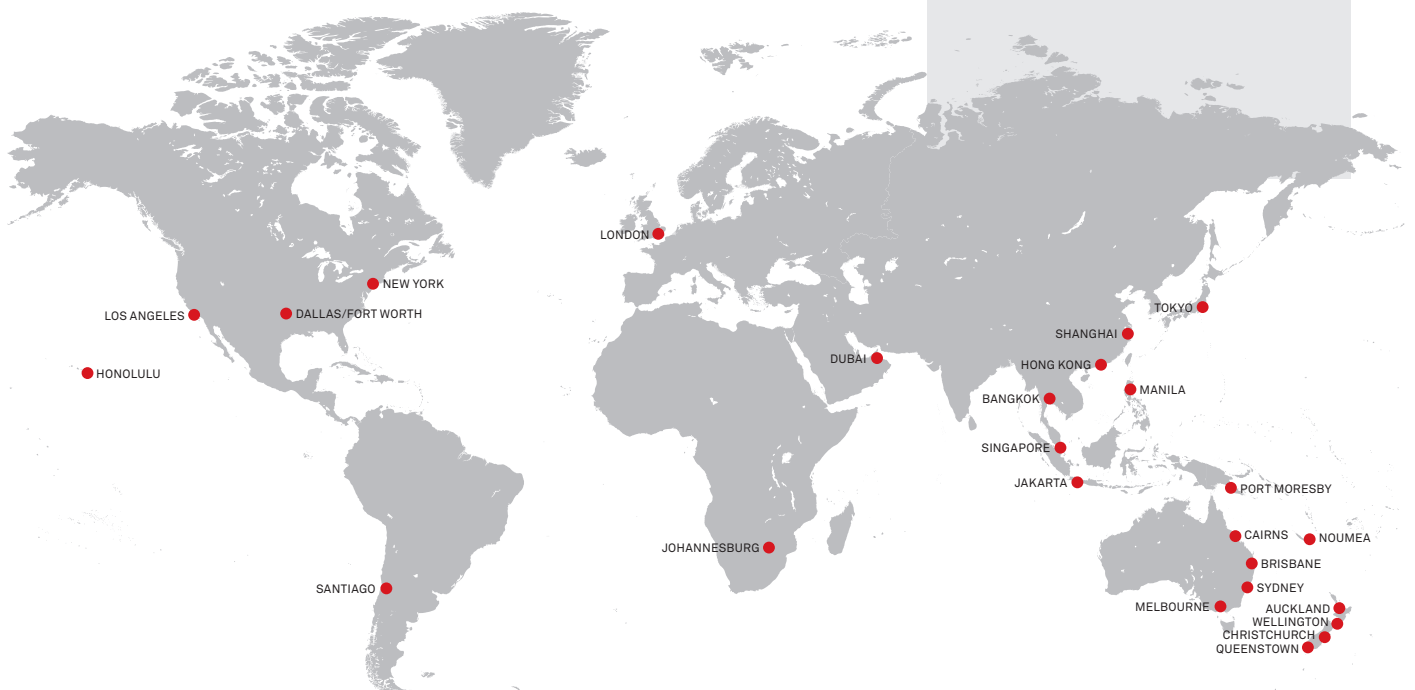 LONDON
NEW YORK
LOS ANGELES
DALLAS/FORT WORTH
HONOLULU
TOKYO
SHANGHAI
DUBAI
HONG KONG
MANILA
BANGKOK
SINGAPORE
JAKARTA
PORT MORESBY
CAIRNS
NOUMEA
JOHANNESBURG
BRISBANE
SANTIAGO
SYDNEY
MELBOURNE
AUCKLAND
WELLINGTON
CHRISTCHURCH
QUEENSTOWN